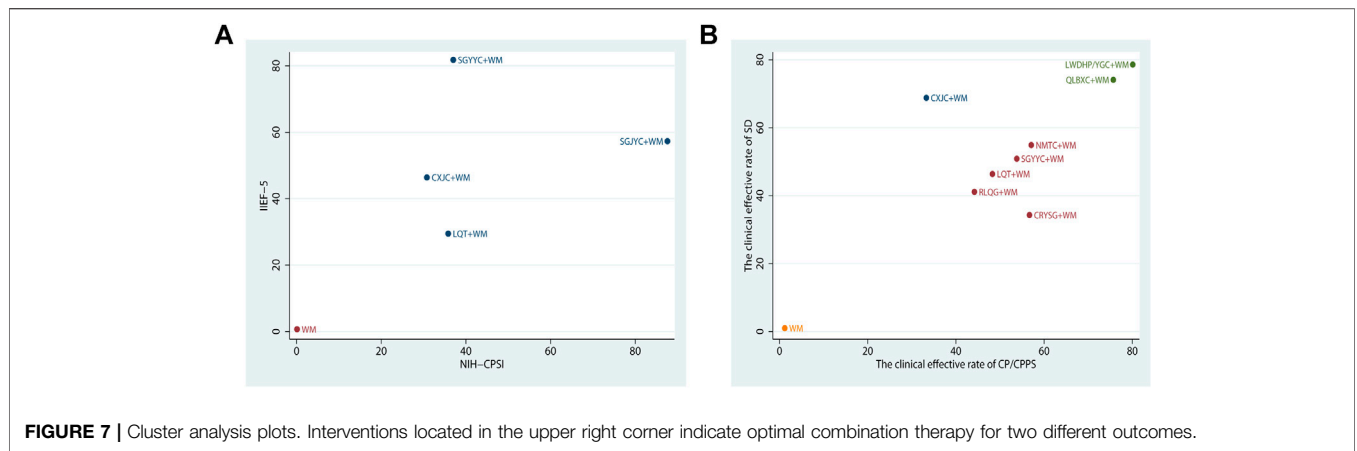 A
IIEF−5
80
60
40
20
0
SGYYC+WM
SGJYC+WM
CXJC+WM
LQT+WM
WM
0 20 40 60 80
NIH−CPSI
B
The clinical effective rate of SD
80
60
40
20
0
LWDHP/YGC+WM
QLBXC+WM
CXJC+WM
NMTC+WM
SGYYC+WM
LQT+WM
RLQG+WM
CRYSG+WM
WM
0 20 40 60 80
The clinical effective rate of CP/CPPS
FIGURE 7 | Cluster analysis plots. Interventions located in the upper right corner indicate optimal combination therapy for two different outcomes.